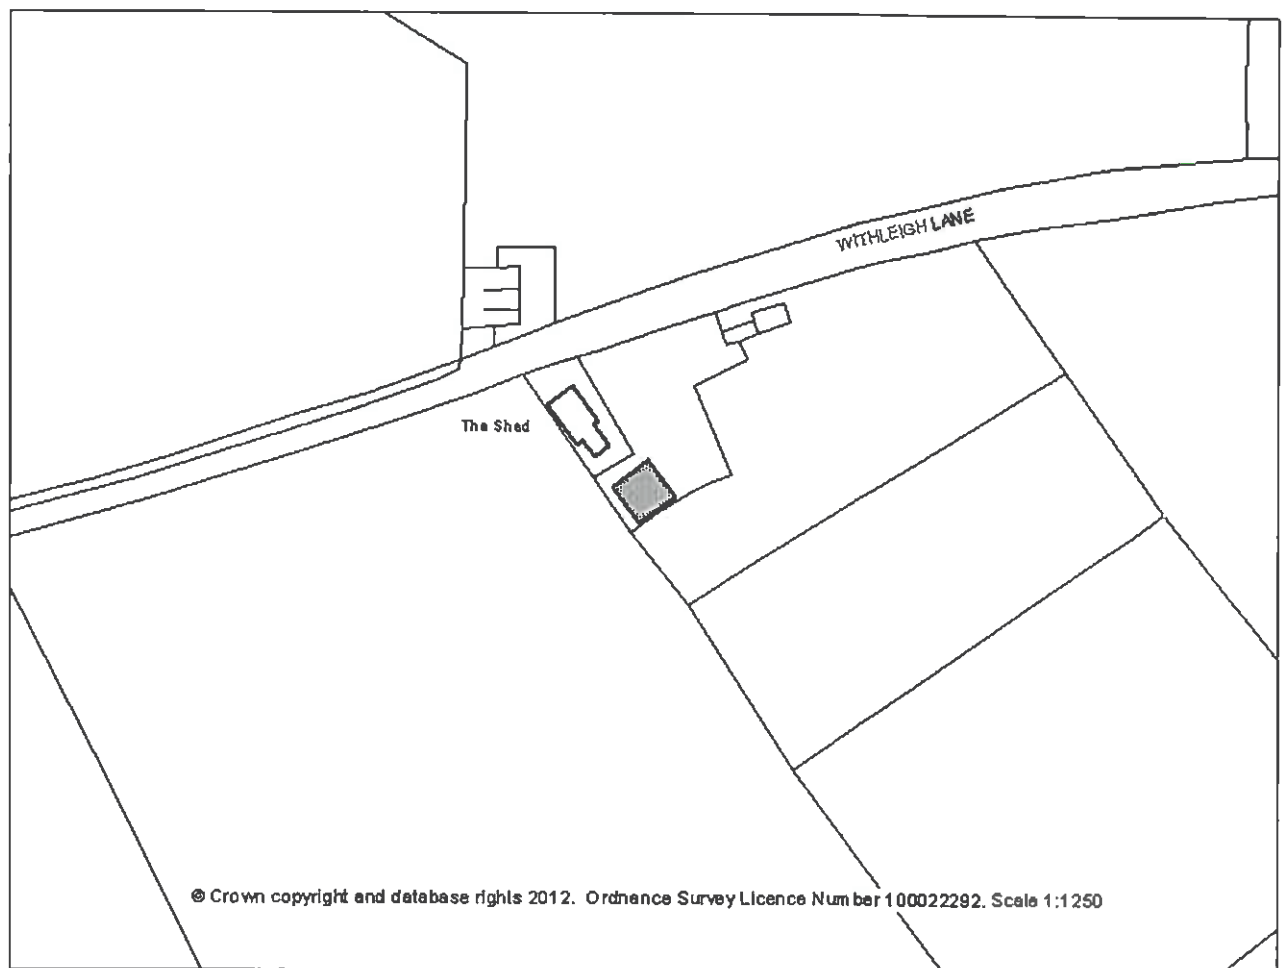 WITHLEIGH LANE
The Shed
© Crown copyright and database rights 2012. Ordnance Survey Licence Number 100022292. Scale 1:1250